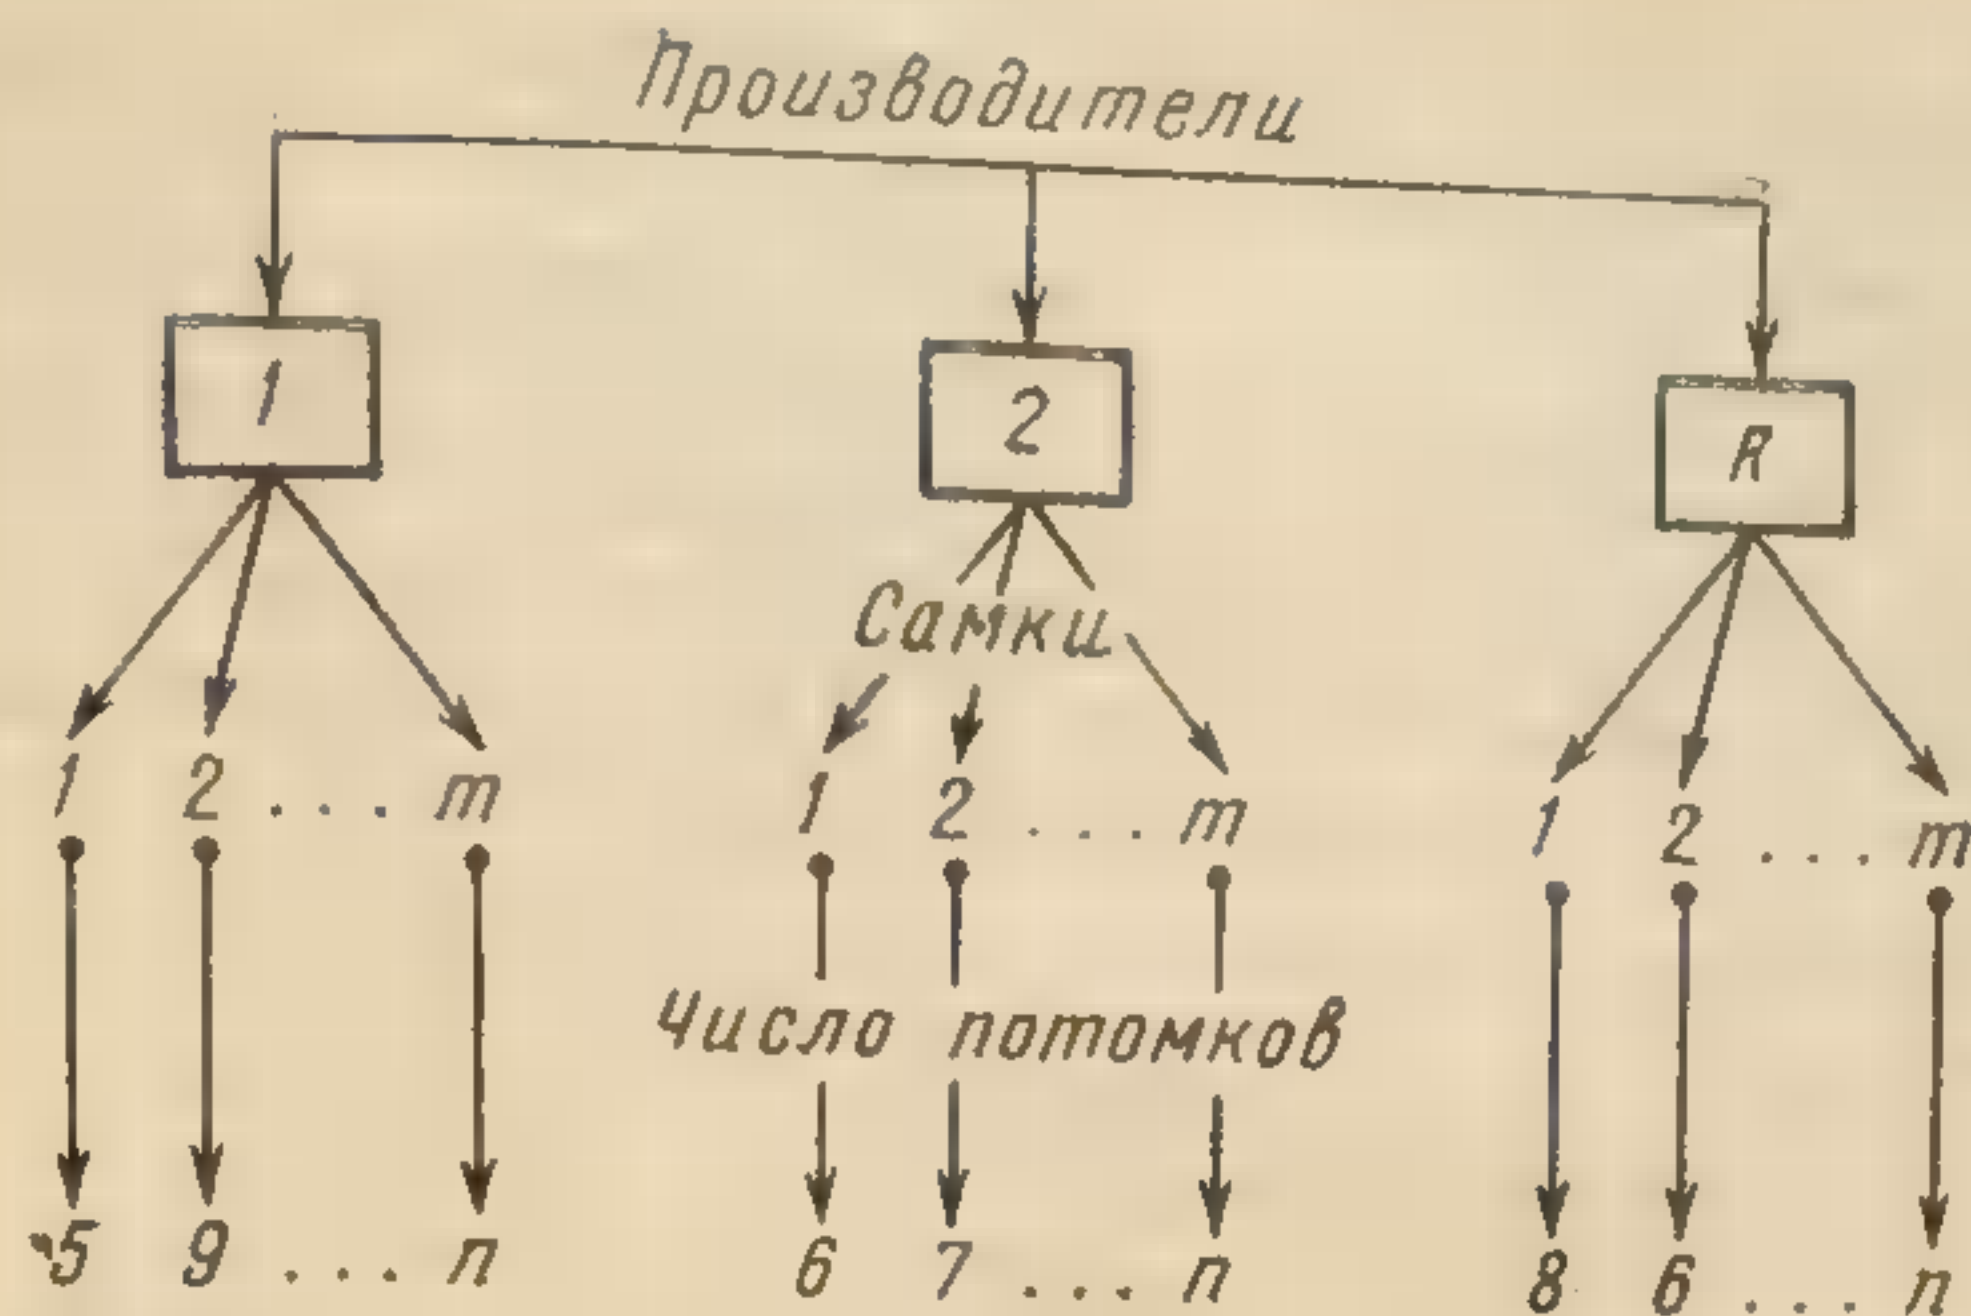 Производители
1 2 R
Самки
1 2 . . . m 1 2 . . . m 1 2 . . . m
число потомков
5 9 . . . n 6 7 . . . n 8 6 . . . n